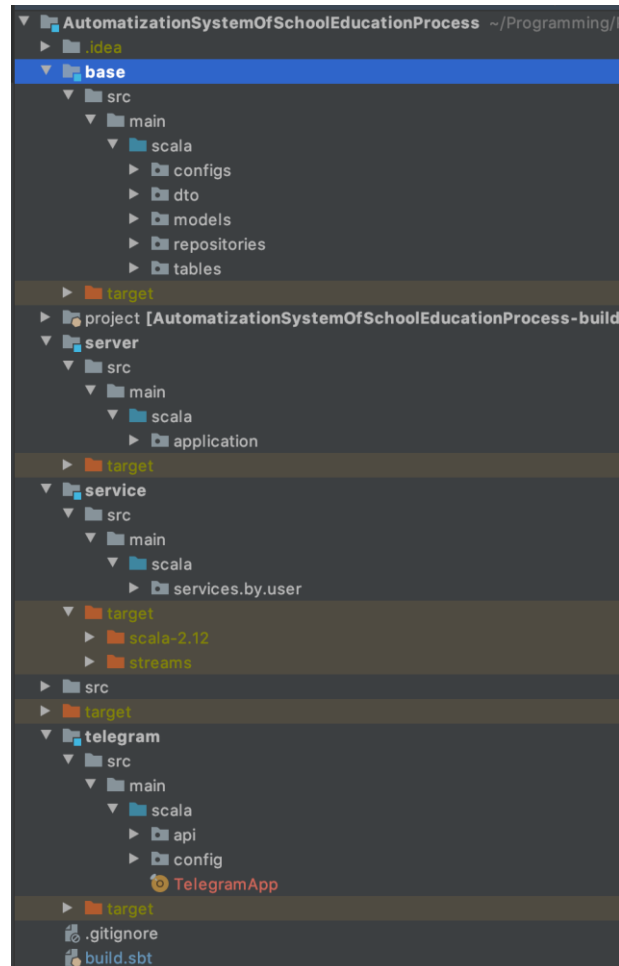 AutomatizationSystemOfSchoolEducationProcess ~/Programming/
.idea
base
src
main
scala
configs
dto
models
repositories
tables
target
project [AutomatizationSystemOfSchoolEducationProcess-build
server
src
main
scala
application
target
service
src
main
scala
services.by.user
target
scala-2.12
streams
src
target
telegram
src
main
scala
api
config
TelegramApp
target
.gitignore
build.sbt